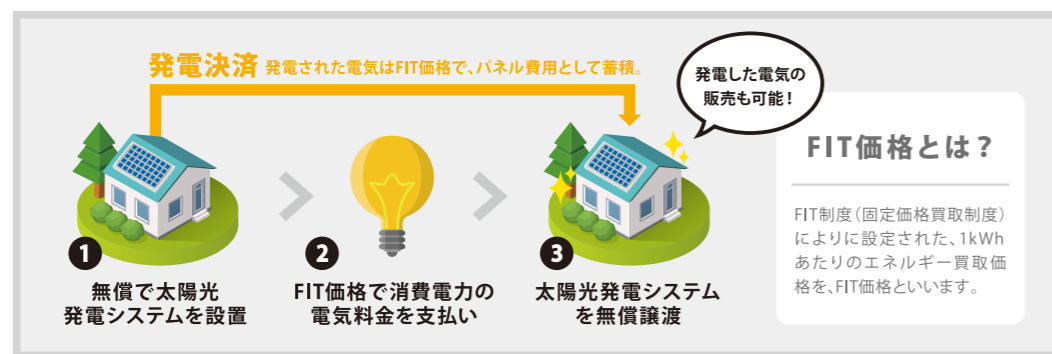 発電決済 発電された電気はFIT価格で、パネル費用として蓄積。
発電した電気の
販売も可能！
1
無償で太陽光
発電システムを設置
2
FIT価格で消費電力の
電気料金を支払い
3
太陽光発電システム
を無償譲渡
FIT価格とは？
FIT制度（固定価格買取制度）
によりに設定された、1kWh
あたりのエネルギー買取価
格を、FIT価格といいます。